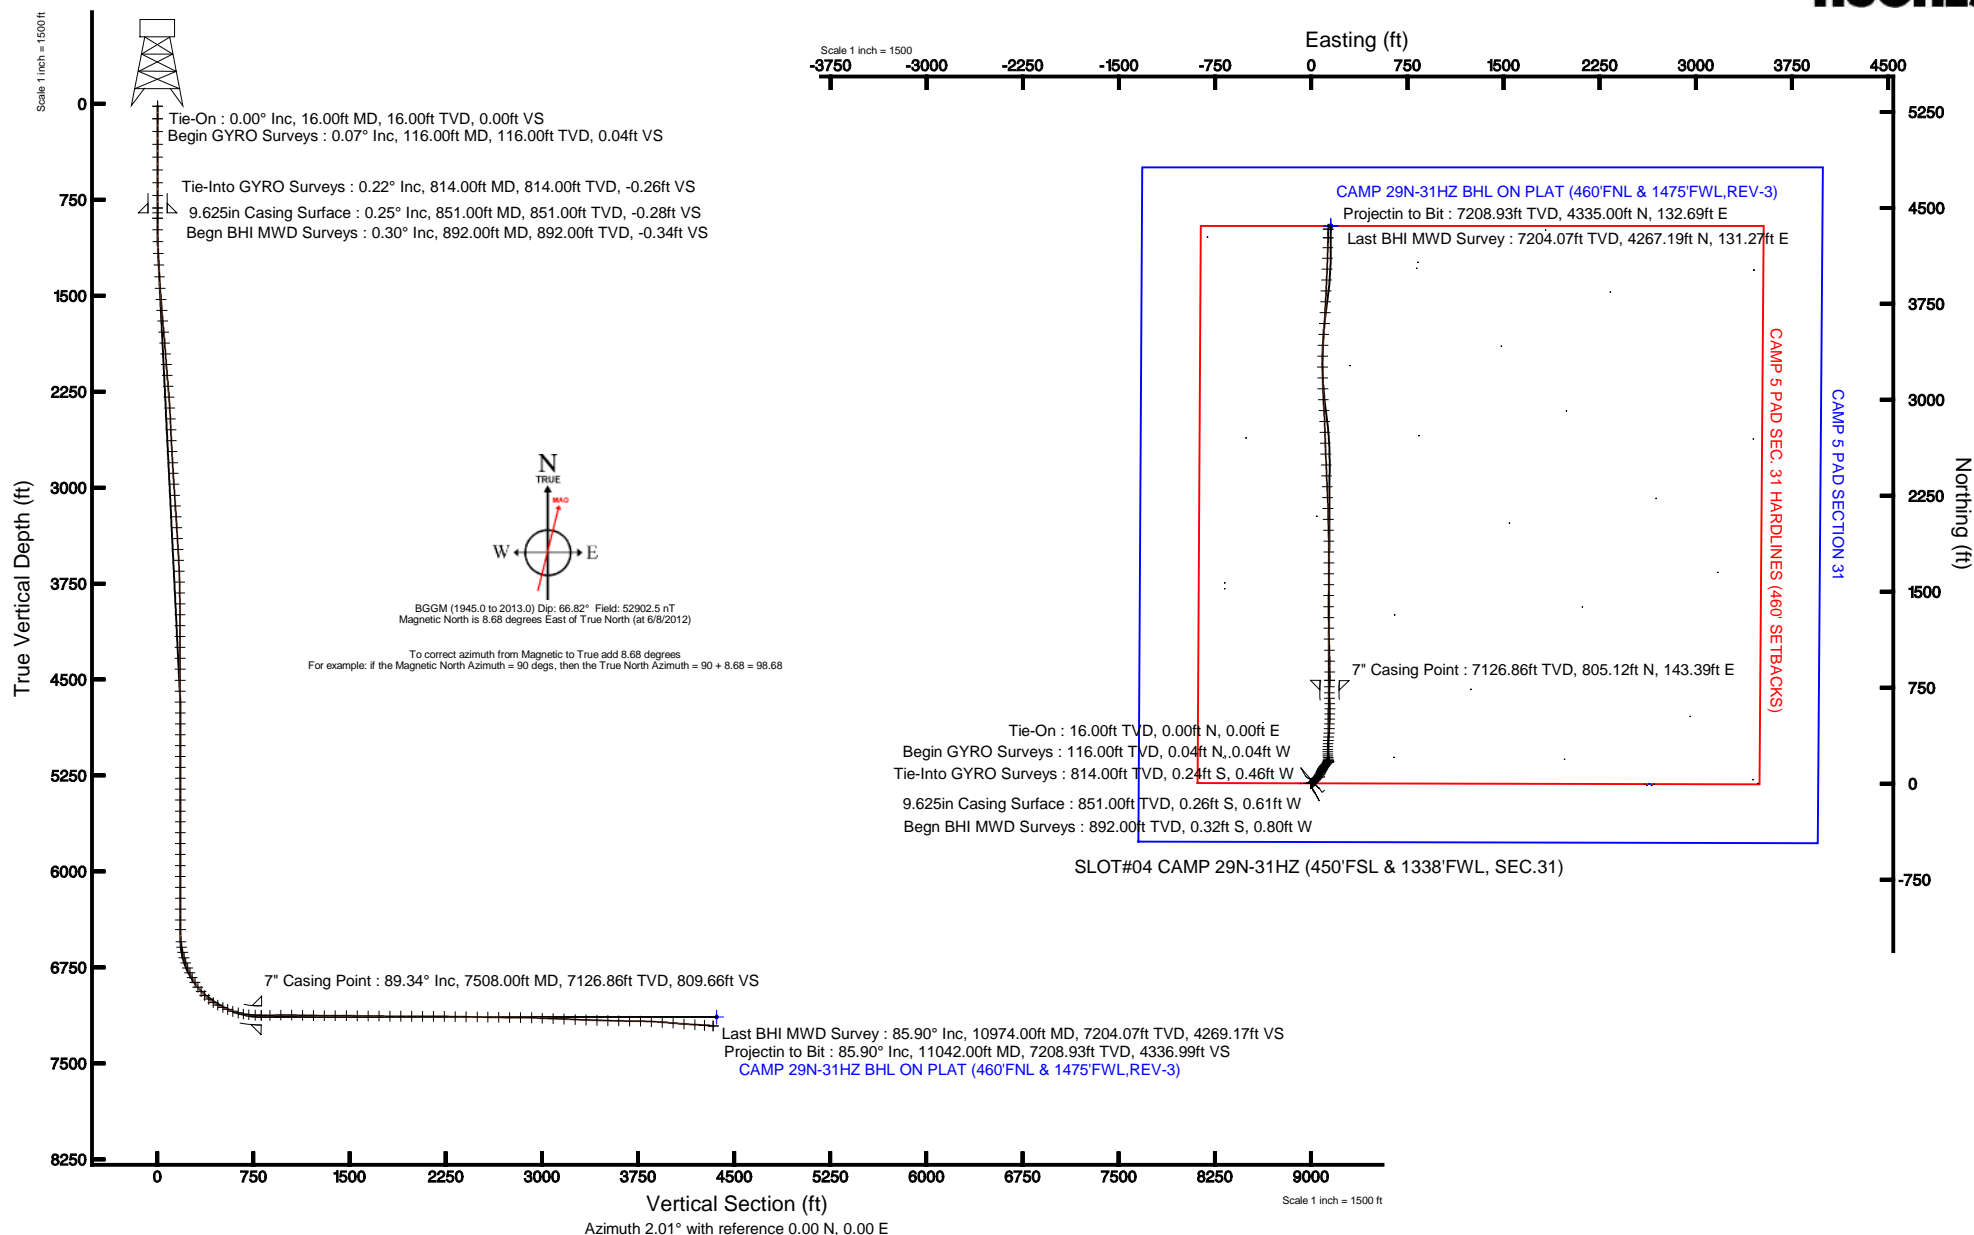 Scale 1 inch = 1500 ft
True Vertical Depth (ft)
0
750
1500
2250
3000
3750
4500
5250
6000
6750
7500
8250
Tie-On : 0.00° Inc, 16.00ft MD, 16.00ft TVD, 0.00ft VS
Begin GYRO Surveys : 0.07° Inc, 116.00ft MD, 116.00ft TVD, 0.04ft VS
Tie-Into GYRO Surveys : 0.22° Inc, 814.00ft MD, 814.00ft TVD, -0.26ft VS
9.625in Casing Surface : 0.25° Inc, 851.00ft MD, 851.00ft TVD, -0.28ft VS
Begn BHI MWD Surveys : 0.30° Inc, 892.00ft MD, 892.00ft TVD, -0.34ft VS
N
TRUE
MAG
W
E
BGGM (1945.0 to 2013.0) Dip: 66.82° Field: 52902.5 nT
Magnetic North is 8.68 degrees East of True North (at 6/8/2012)
To correct azimuth from Magnetic to True add 8.68 degrees
For example: if the Magnetic North Azimuth = 90 degs, then the True North Azimuth = 90 + 8.68 = 98.68
7" Casing Point : 89.34° Inc, 7508.00ft MD, 7126.86ft TVD, 809.66ft VS
Last BHI MWD Survey : 85.90° Inc, 10974.00ft MD, 7204.07ft TVD, 4269.17ft VS
Projectin to Bit : 85.90° Inc, 11042.00ft MD, 7208.93ft TVD, 4336.99ft VS
CAMP 29N-31HZ BHL ON PLAT (460'FNL & 1475'FWL,REV-3)
0 750 1500 2250 3000 3750 4500 5250 6000 6750 7500 8250 9000
Vertical Section (ft)
Scale 1 inch = 1500 ft
Azimuth 2.01° with reference 0.00 N, 0.00 E
Easting (ft)
Scale 1 inch = 1500
-3750 -3000 -2250 -1500 -750 0 750 1500 2250 3000 3750 4500
5250
4500
3750
3000
2250
1500
750
0
-750
Northing (ft)
CAMP 29N-31HZ BHL ON PLAT (460'FNL & 1475'FWL,REV-3)
Projectin to Bit : 7208.93ft TVD, 4335.00ft N, 132.69ft E
Last BHI MWD Survey : 7204.07ft TVD, 4267.19ft N, 131.27ft E
CAMP 5 PAD SEC. 31 HARDLINES (460' SETBACKS)
CAMP 5 PAD SECTION 31
7" Casing Point : 7126.86ft TVD, 805.12ft N, 143.39ft E
Tie-On : 16.00ft TVD, 0.00ft N, 0.00ft E
Begin GYRO Surveys : 116.00ft TVD, 0.04ft N, 0.04ft W
Tie-Into GYRO Surveys : 814.00ft TVD, 0.24ft S, 0.46ft W
9.625in Casing Surface : 851.00ft TVD, 0.26ft S, 0.61ft W
Begn BHI MWD Surveys : 892.00ft TVD, 0.32ft S, 0.80ft W
SLOT#04 CAMP 29N-31HZ (450'FSL & 1338'FWL, SEC.31)